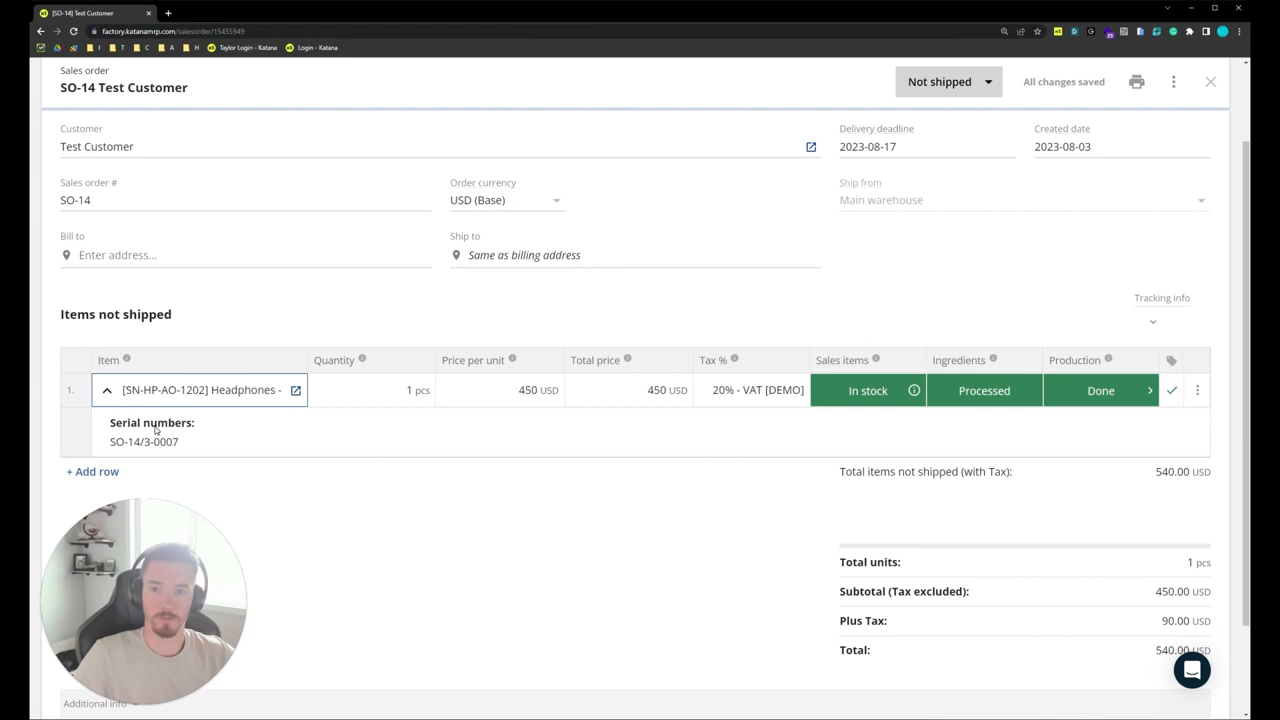 [SO-14] Test Customer
factory.katanamrp.com/salesorder/15455949
I T C A H Taylor Login - Katana Login - Katana
Sales order
SO-14 Test Customer
Not shipped
All changes saved
Customer
Test Customer
Delivery deadline
2023-08-17
Created date
2023-08-03
Sales order #
SO-14
Order currency
USD (Base)
Ship from
Main warehouse
Bill to
Enter address...
Ship to
Same as billing address
Items not shipped
Tracking info
Item Quantity Price per unit Total price Tax % Sales items Ingredients Production
1. [SN-HP-AO-1202] Headphones - 1 pcs 450 USD 450 USD 20% - VAT [DEMO] In stock Processed Done
Serial numbers:
SO-14/3-0007
+ Add row
Total items not shipped (with Tax): 540.00 USD
Total units: 1 pcs
Subtotal (Tax excluded): 450.00 USD
Plus Tax: 90.00 USD
Total: 540.00 USD
Additional info